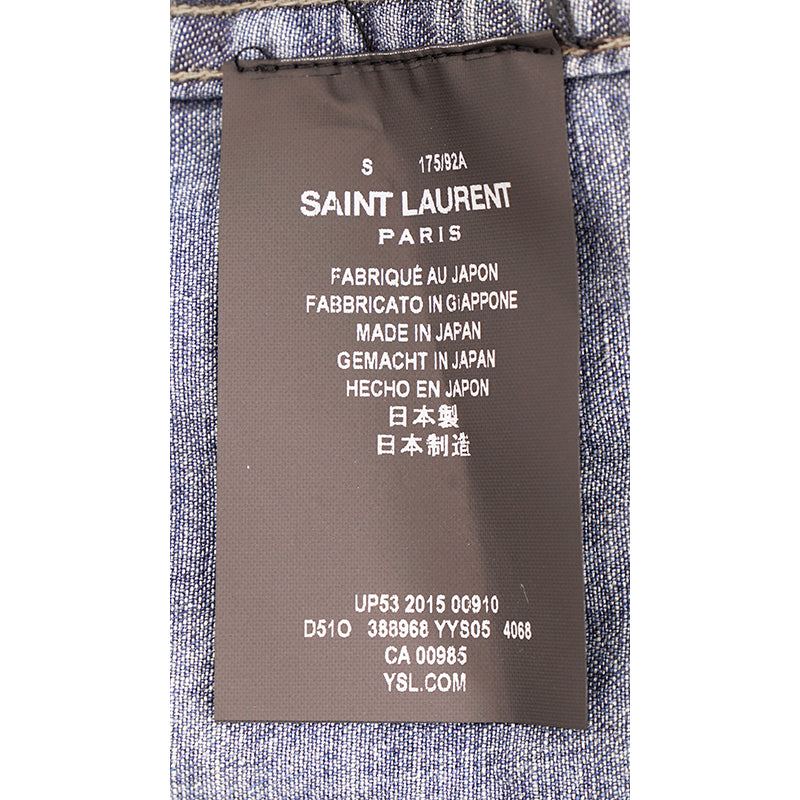 S 175/92A
SAINT LAURENT
PARIS
FABRIQUÉ AU JAPON
FABBRICATO IN GiAPPONE
MADE IN JAPAN
GEMACHT IN JAPAN
HECHO EN JAPON
日本製
日本制造
UP53 2015 00910
D51O 388968 YYS05 4068
CA 00985
YSL.COM